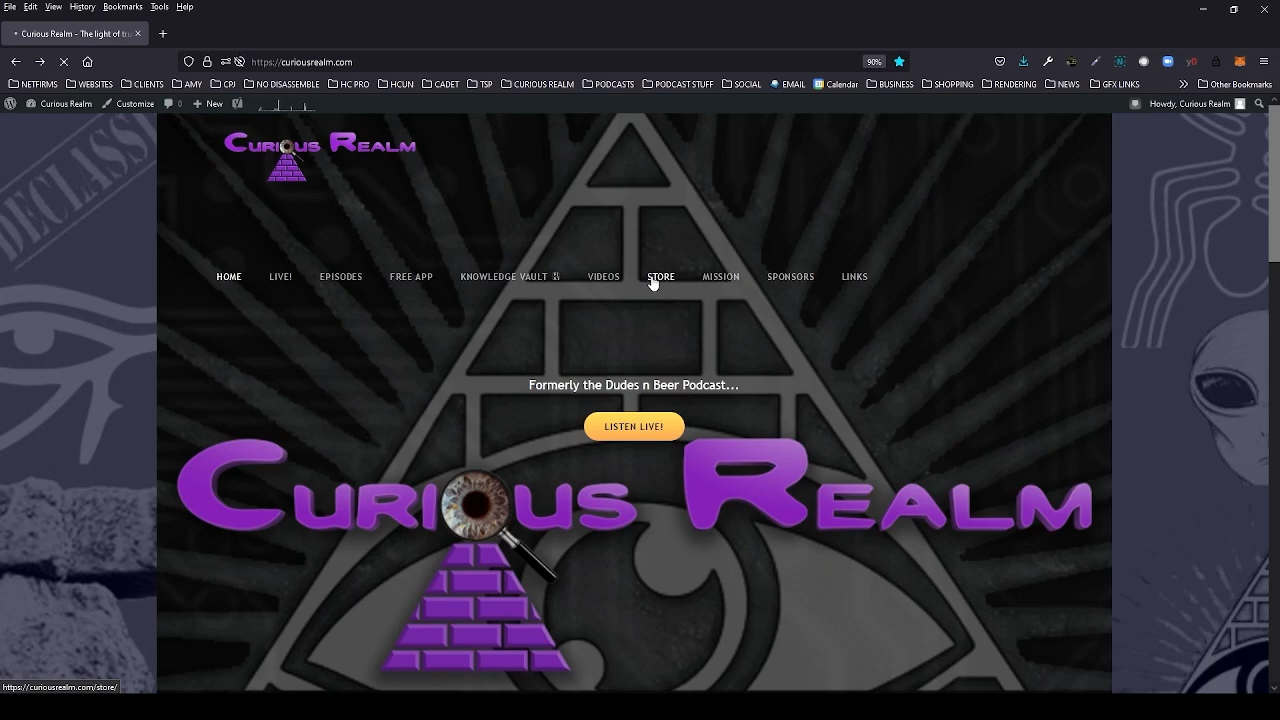 File Edit View History Bookmarks Tools Help
Curious Realm - The light of tru
https://curiousrealm.com
90%
NETFIRMS WEBSITES CLIENTS AMY CPJ NO DISASSEMBLE HC PRO HCUN CADET TSP CURIOUS REALM PODCASTS PODCAST STUFF SOCIAL EMAIL Calendar BUSINESS SHOPPING RENDERING NEWS GFX LINKS Other Bookmarks
Curious Realm Customize 0 New Howdy, Curious Realm
DECLASSI
CURIOUS REALM
HOME LIVE! EPISODES FREE APP KNOWLEDGE VAULT VIDEOS STORE MISSION SPONSORS LINKS
Formerly the Dudes n Beer Podcast...
LISTEN LIVE!
CURIOUS REALM
https://curiousrealm.com/store/